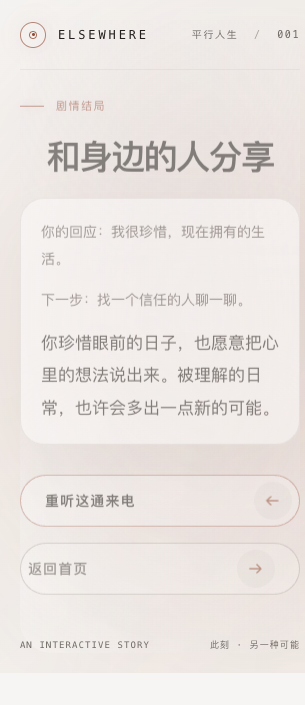 ELSEWHERE
平行人生 / 001
剧情结局
和身边的人分享
你的回应：我很珍惜，现在拥有的生
活。
下一步：找一个信任的人聊一聊。
你珍惜眼前的日子，也愿意把心
里的想法说出来。被理解的日
常，也许会多出一点新的可能。
重听这通来电
返回首页
AN INTERACTIVE STORY
此刻 · 另一种可能